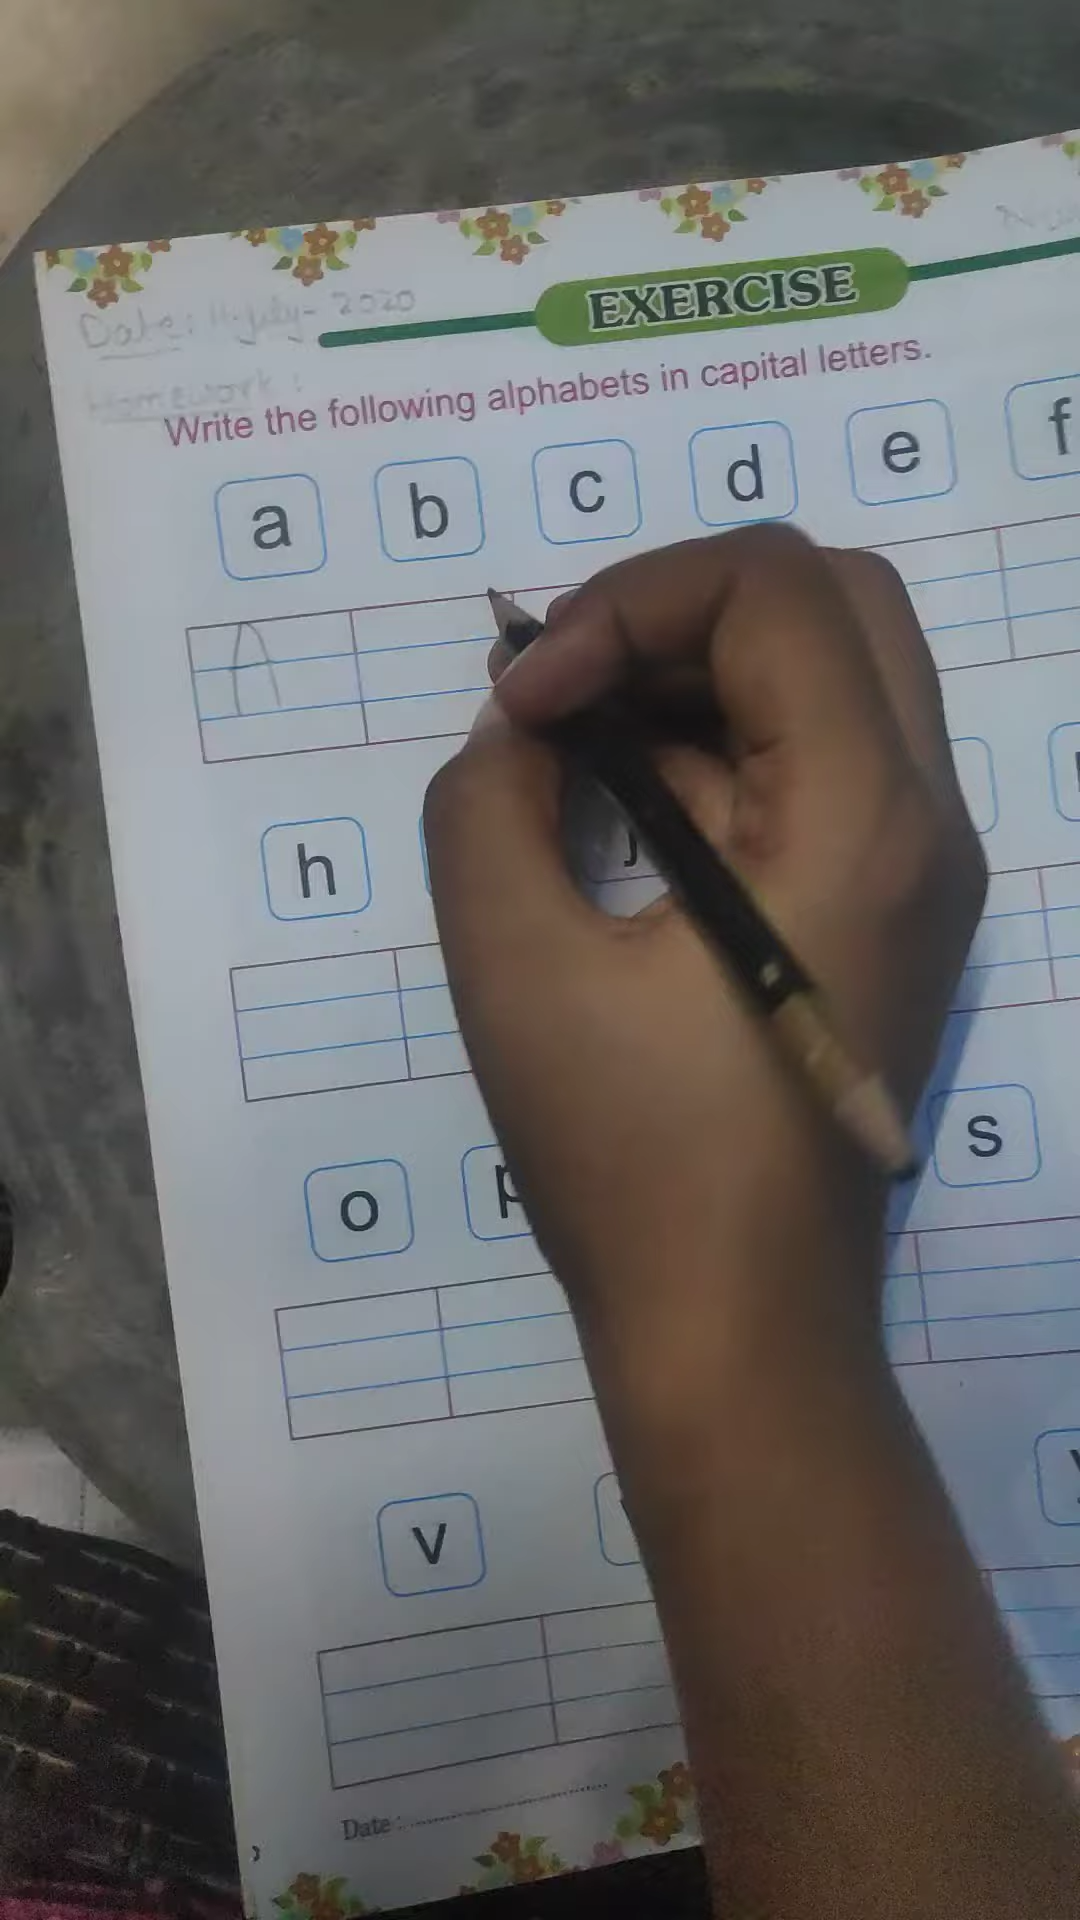 Date: 11-july-2020
EXERCISE
Homework:
Write the following alphabets in capital letters.
a b c d e f
A
h j
o p s
v
Date :